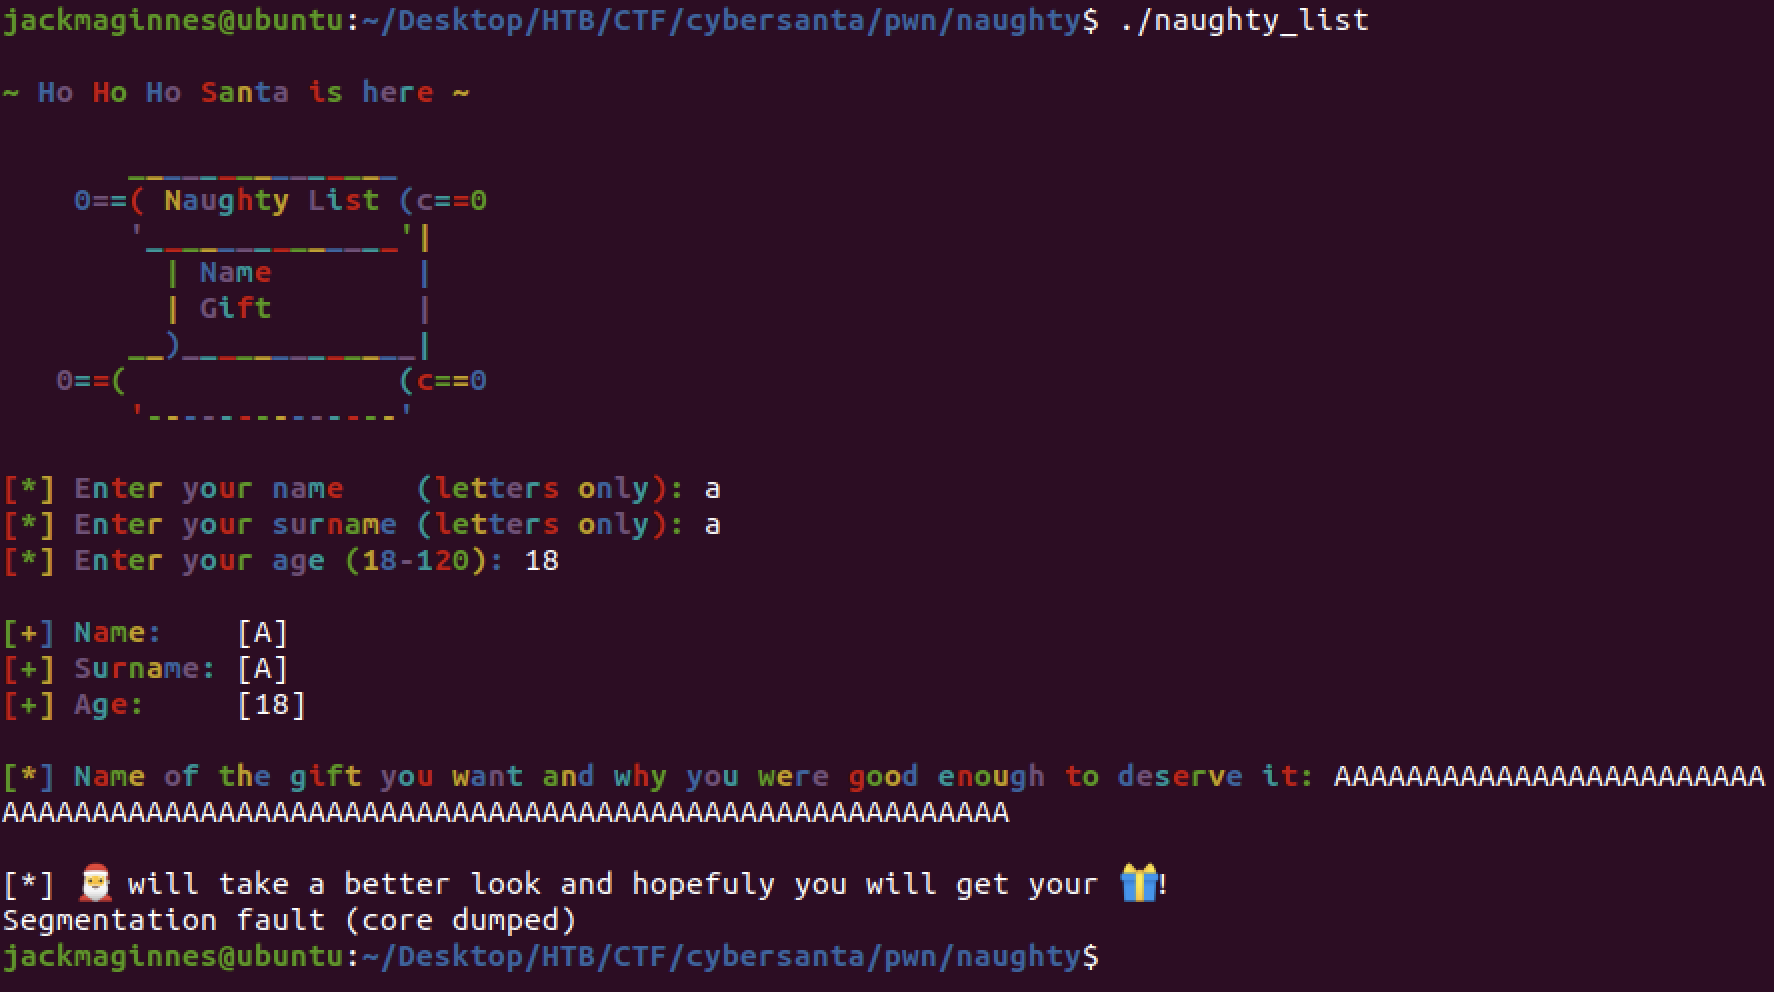 jackmaginnes@ubuntu:~/Desktop/HTB/CTF/cybersanta/pwn/naughty$ ./naughty_list
~ Ho Ho Ho Santa is here ~
0==( Naughty List (c==0
| Name |
| Gift |
0==( (c==0
[*] Enter your name (letters only): a
[*] Enter your surname (letters only): a
[*] Enter your age (18-120): 18
[+] Name: [A]
[+] Surname: [A]
[+] Age: [18]
[*] Name of the gift you want and why you were good enough to deserve it: AAAAAAAAAAAAAAAAAAAAAAAA
AAAAAAAAAAAAAAAAAAAAAAAAAAAAAAAAAAAAAAAAAAAAAAAAAAAAAAAA
[*] 🎅 will take a better look and hopefuly you will get your 🎁!
Segmentation fault (core dumped)
jackmaginnes@ubuntu:~/Desktop/HTB/CTF/cybersanta/pwn/naughty$